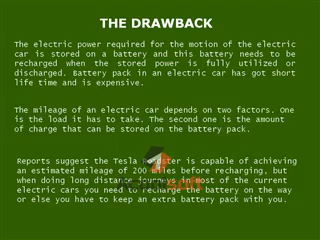 THE DRAWBACK
The electric power required for the motion of the electric
car is stored on a battery and this battery needs to be
recharged when the stored power is fully utilized or
discharged. Battery pack in an electric car has got short
life time and is expensive.
The mileage of an electric car depends on two factors. One
is the load it has to take. The second one is the amount
of charge that can be stored on the battery pack.
Reports suggest the Tesla Roadster is capable of achieving
an estimated mileage of 200 miles before recharging, but
when doing long distance journeys in most of the current
electric cars you need to recharge the battery on the way
or else you have to keep an extra battery pack with you.